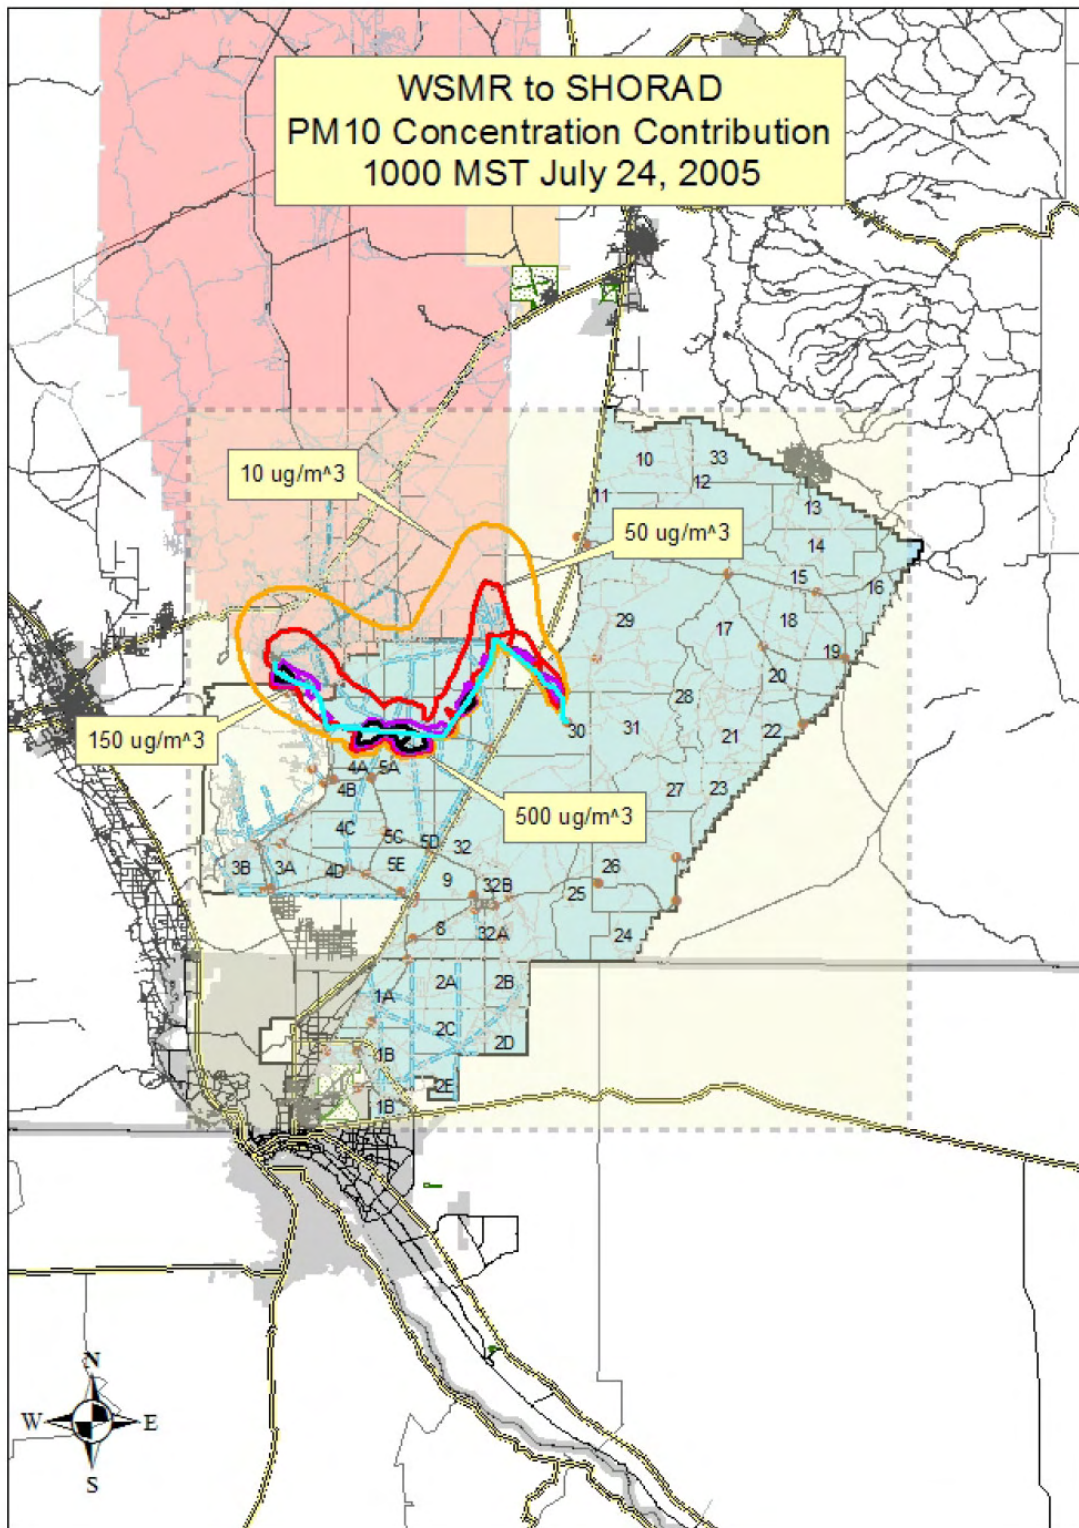 WSMR to SHORAD
PM10 Concentration Contribution
1000 MST July 24, 2005
10 ug/m^3
50 ug/m^3
150 ug/m^3
500 ug/m^3
10
33
12
11
13
14
15
16
29
17
18
19
20
28
30
31
21
22
27
23
4A
5A
4B
4C
5C
5D
32
3B
3A
4D
5E
9
32B
26
25
8
32A
24
2A
2B
1A
2C
2D
1B
2E
1B
N
W
E
S